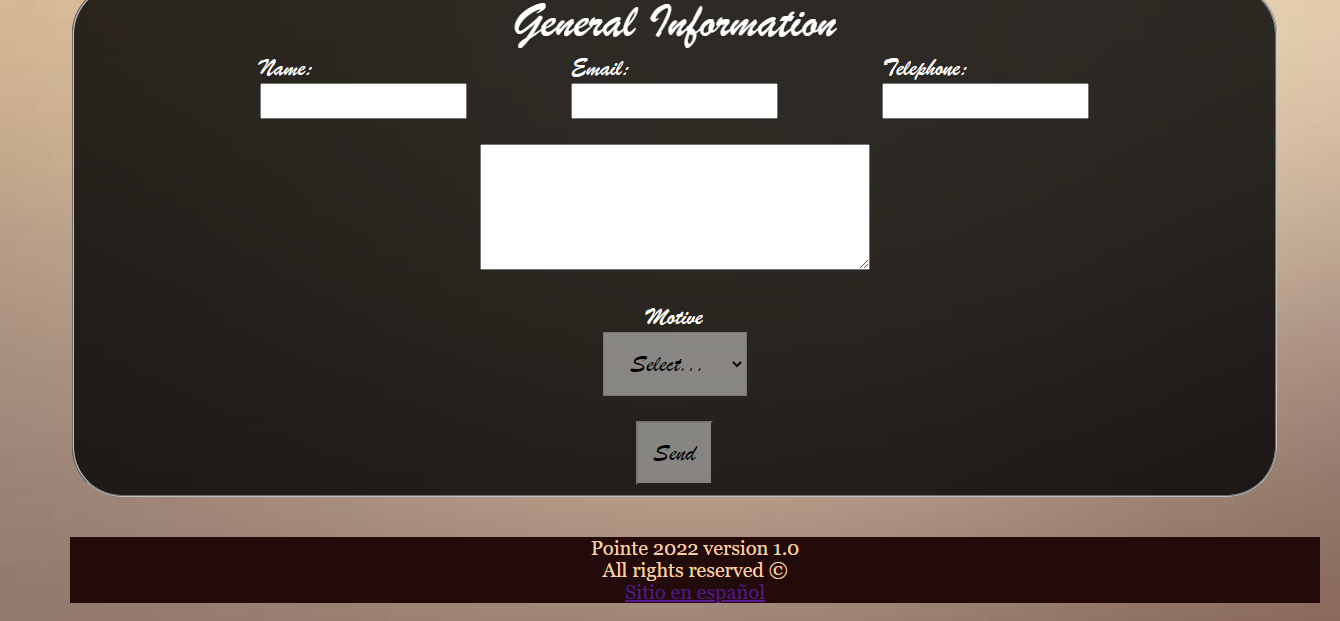 General Information
Name: Email: Telephone:
Motive
Select...
Send
Pointe 2022 version 1.0
All rights reserved ©
Sitio en español